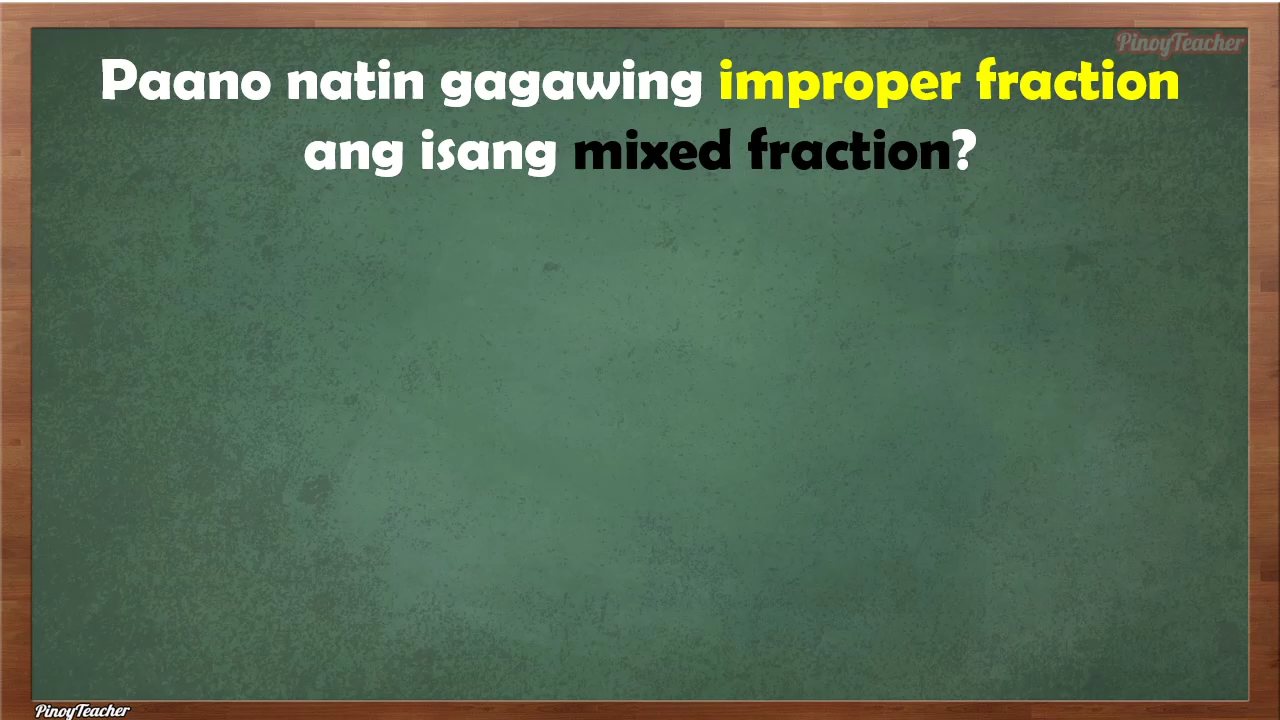 PinoyTeacher
Paano natin gagawing improper fraction
ang isang mixed fraction?
PinoyTeacher